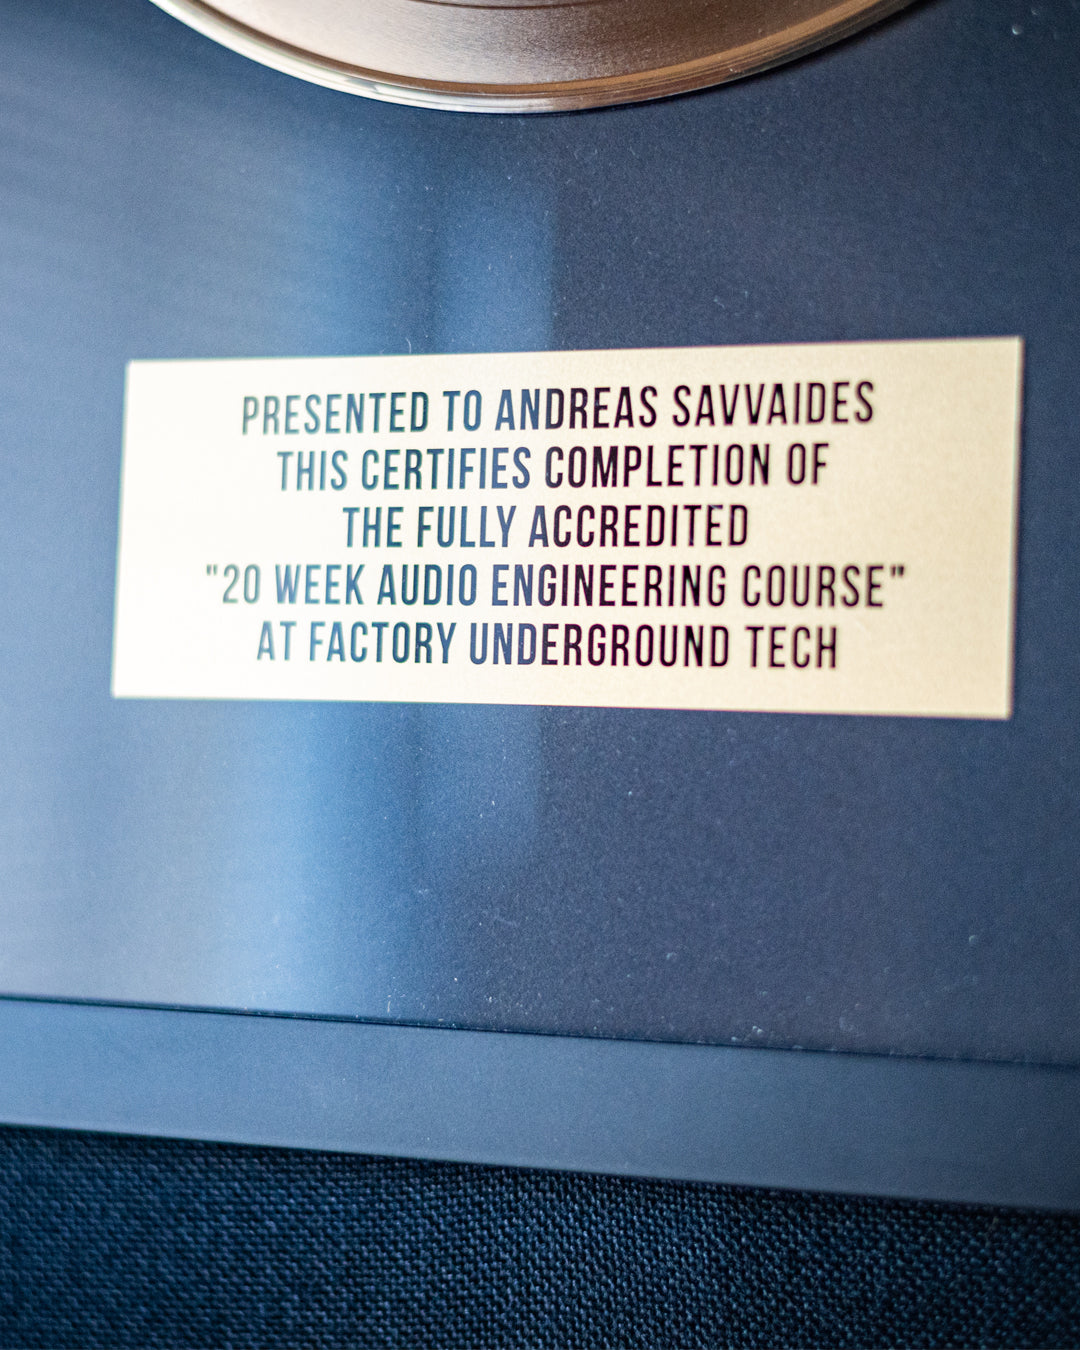 PRESENTED TO ANDREAS SAVVAIDES
THIS CERTIFIES COMPLETION OF
THE FULLY ACCREDITED
"20 WEEK AUDIO ENGINEERING COURSE"
AT FACTORY UNDERGROUND TECH